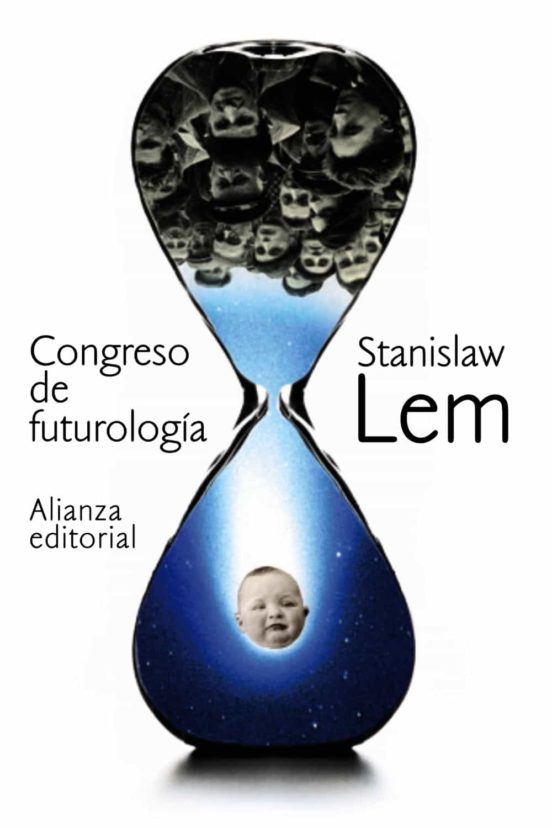 Congreso
de
futurología
Stanislaw
Lem
Alianza
editorial